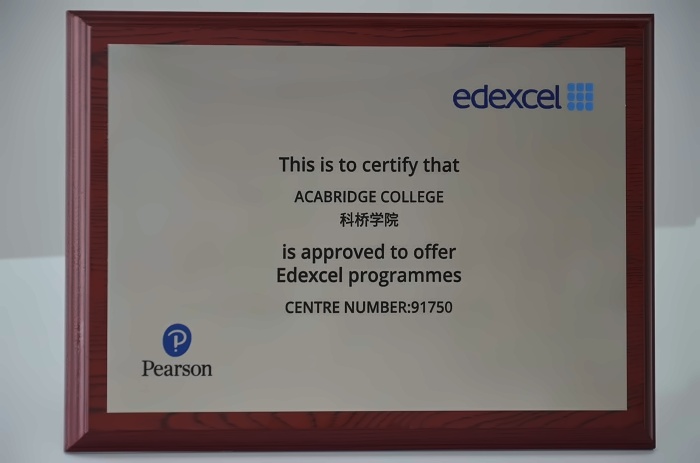 edexcel
This is to certify that
ACABRIDGE COLLEGE
科桥学院
is approved to offer
Edexcel programmes
CENTRE NUMBER:91750
P
Pearson